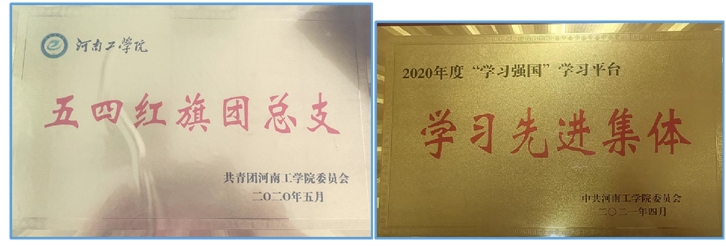 河南工学院
五四红旗团总支
共青团河南工学院委员会
二〇二〇年五月
2020年度“学习强国”学习平台
学习先进集体
中共河南工学院委员会
二〇二一年四月